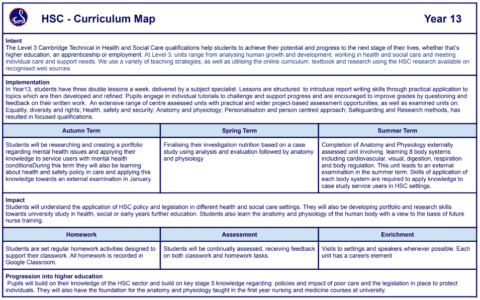 HSC - Curriculum Map
Year 13
Intent
The Level 3 Cambridge Technical in Health and Social Care qualifications help students to achieve their potential and progress to the next stage of their lives, whether that's
higher education, an apprenticeship or employment. At Level 3, units range from analysing human growth and development, working in health and social care and meeting
individual care and support needs. We use a variety of teaching strategies, as well as utilising the online curriculum, textbook and research using the HSC research available on
recognised web sources
Implementation
In Year13, students have three double lessons a week, delivered by a subject specialist. Lessons are structured to introduce report writing skills through practical application to
topics which are then developed and refined. Pupils engage in individual tutorials to challenge and support progress and are encouraged to improve grades by questioning and
feedback on their written work. An extensive range of centre assessed units with practical and wider project-based assessment opportunities, as well as examined units on:
Equality, diversity and rights; Health, safety and security; Anatomy and physiology; Personalisation and person centred approach; Safeguarding and Research methods, has
resulted in focused qualifications.
Autumn Term
Spring Term
Summer Term
Students will be researching and creating a portfolio
regarding mental health issues and applying their
knowledge to service users with mental health
conditionsDuring this term they will also be learning
about health and safety policy in care and applying this
knowledge towards an external examination in January.
Finalising their investigation nutrition based on a case
study using analysis and evaluation followed by anatomy
and physiology
Completion of Anatomy and Physiology externally
assessed unit involving learning 8 body systems
including cardiovascular, visual, digestion, respiration
and body regulation. This unit leads to an external
examination in the summer term. Skills of application of
each body system are required to apply knowledge to
case study service users in HSC settings.
Impact
Students will understand the application of HSC policy and legislation in different health and social care settings. They will also be developing portfolio and research skills
towards university study in health, social or early years further education. Students also learn the anatomy and physiology of the human body with a view to the basis of future
nurse training.
Homework
Assessment
Enrichment
Students are set regular homework activities designed to
support their classwork. All homework is recorded in
Google Classroom.
Students will be continually assessed, receiving feedback
on both classwork and homework tasks.
Visits to settings and speakers whenever possible. Each
unit has a careers element
Progression into higher education
Pupils will build on their knowledge of the HSC sector and build on key stage 5 knowledge regarding policies and impact of poor care and the legislation in place to protect
individuals. They will also have the foundation for the anatomy and physiology taught in the first year nursing and medicine courses at university.